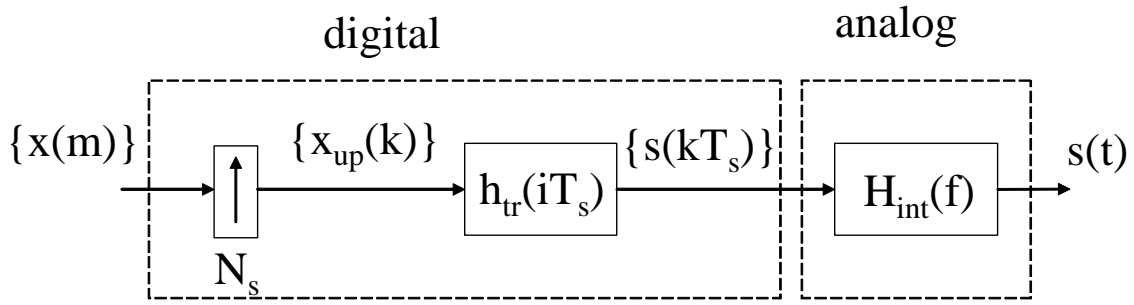 digital
analog
{x(m)}
{x_up(k)}
{s(kT_s)}
s(t)
h_tr(iT_s)
H_int(f)
N_s